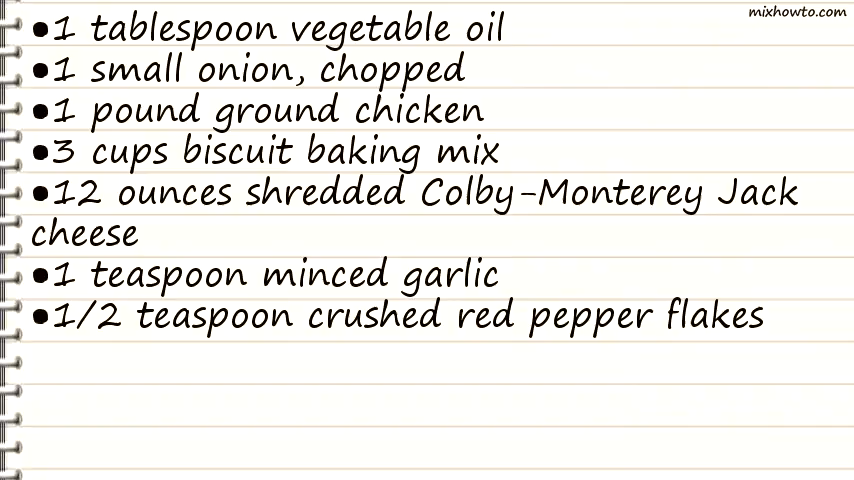 mixhowto.com
•1 tablespoon vegetable oil
•1 small onion, chopped
•1 pound ground chicken
•3 cups biscuit baking mix
•12 ounces shredded Colby-Monterey Jack
cheese
•1 teaspoon minced garlic
•1/2 teaspoon crushed red pepper flakes